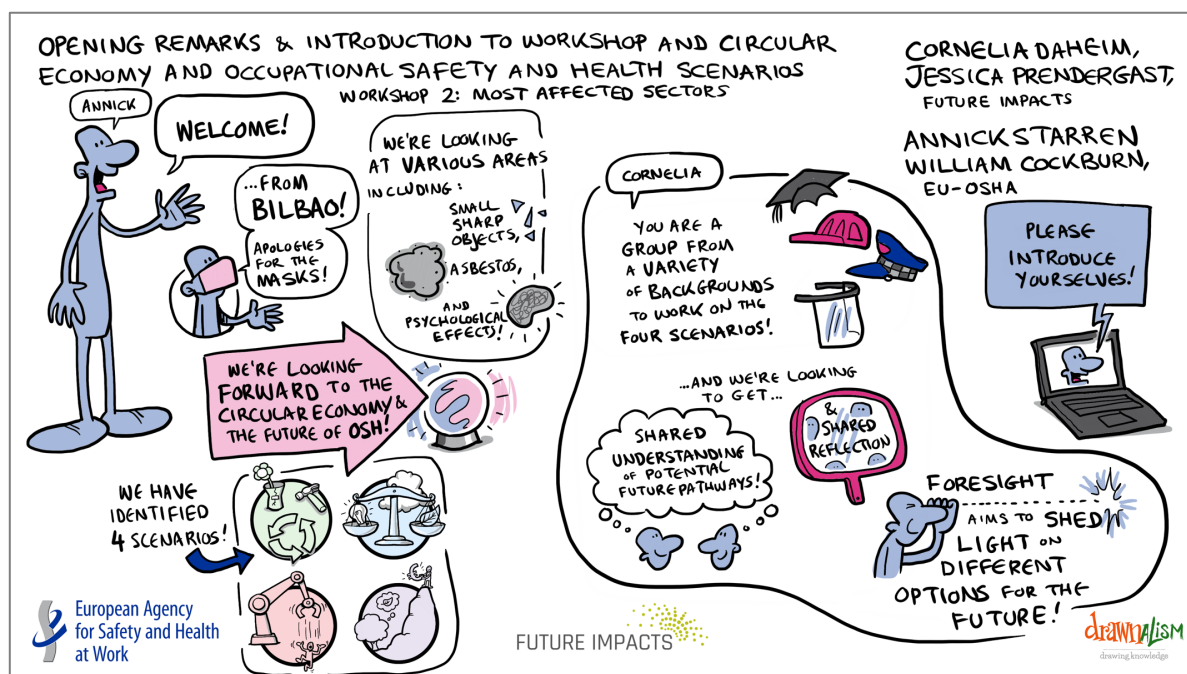 OPENING REMARKS & INTRODUCTION TO WORKSHOP AND CIRCULAR
ECONOMY AND OCCUPATIONAL SAFETY AND HEALTH SCENARIOS
WORKSHOP 2: MOST AFFECTED SECTORS
CORNELIA DAHEIM,
JESSICA PRENDERGAST,
FUTURE IMPACTS
ANNICK STARREN
WILLIAM COCKBURN,
EU-OSHA
ANNICK
WELCOME!
...FROM
BILBAO!
APOLOGIES
FOR THE
MASKS!
WE'RE LOOKING
AT VARIOUS AREAS
INCLUDING:
SMALL
SHARP
OBJECTS,
ASBESTOS,
AND
PSYCHOLOGICAL
EFFECTS!
WE'RE LOOKING
FORWARD TO THE
CIRCULAR ECONOMY &
THE FUTURE OF OSH!
WE HAVE
IDENTIFIED
4 SCENARIOS!
CORNELIA
YOU ARE A
GROUP FROM
A VARIETY
OF BACKGROUNDS
TO WORK ON THE
FOUR SCENARIOS!
...AND WE'RE LOOKING
TO GET...
SHARED
UNDERSTANDING
OF POTENTIAL
FUTURE PATHWAYS!
& SHARED
REFLECTION
PLEASE
INTRODUCE
YOURSELVES!
FORESIGHT
AIMS TO SHED
LIGHT ON
DIFFERENT
OPTIONS FOR THE
FUTURE!
European Agency
for Safety and Health
at Work
FUTURE IMPACTS
drawnalism
drawing knowledge